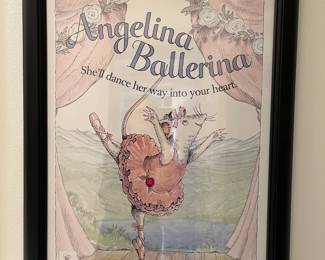 Angelina
Ballerina
She'll dance her way into your heart.